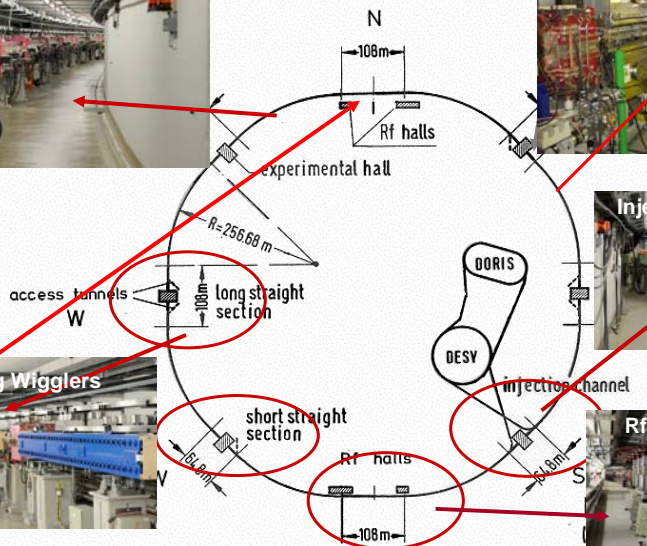 N
108m
Rf halls
experimental hall
R=256.68 m
DORIS
access tunnels
W
108m
long straight
section
DESY
injection channel
Wigglers
short straight
section
64.8m
Rf halls
64.8m
S
108m
Rf